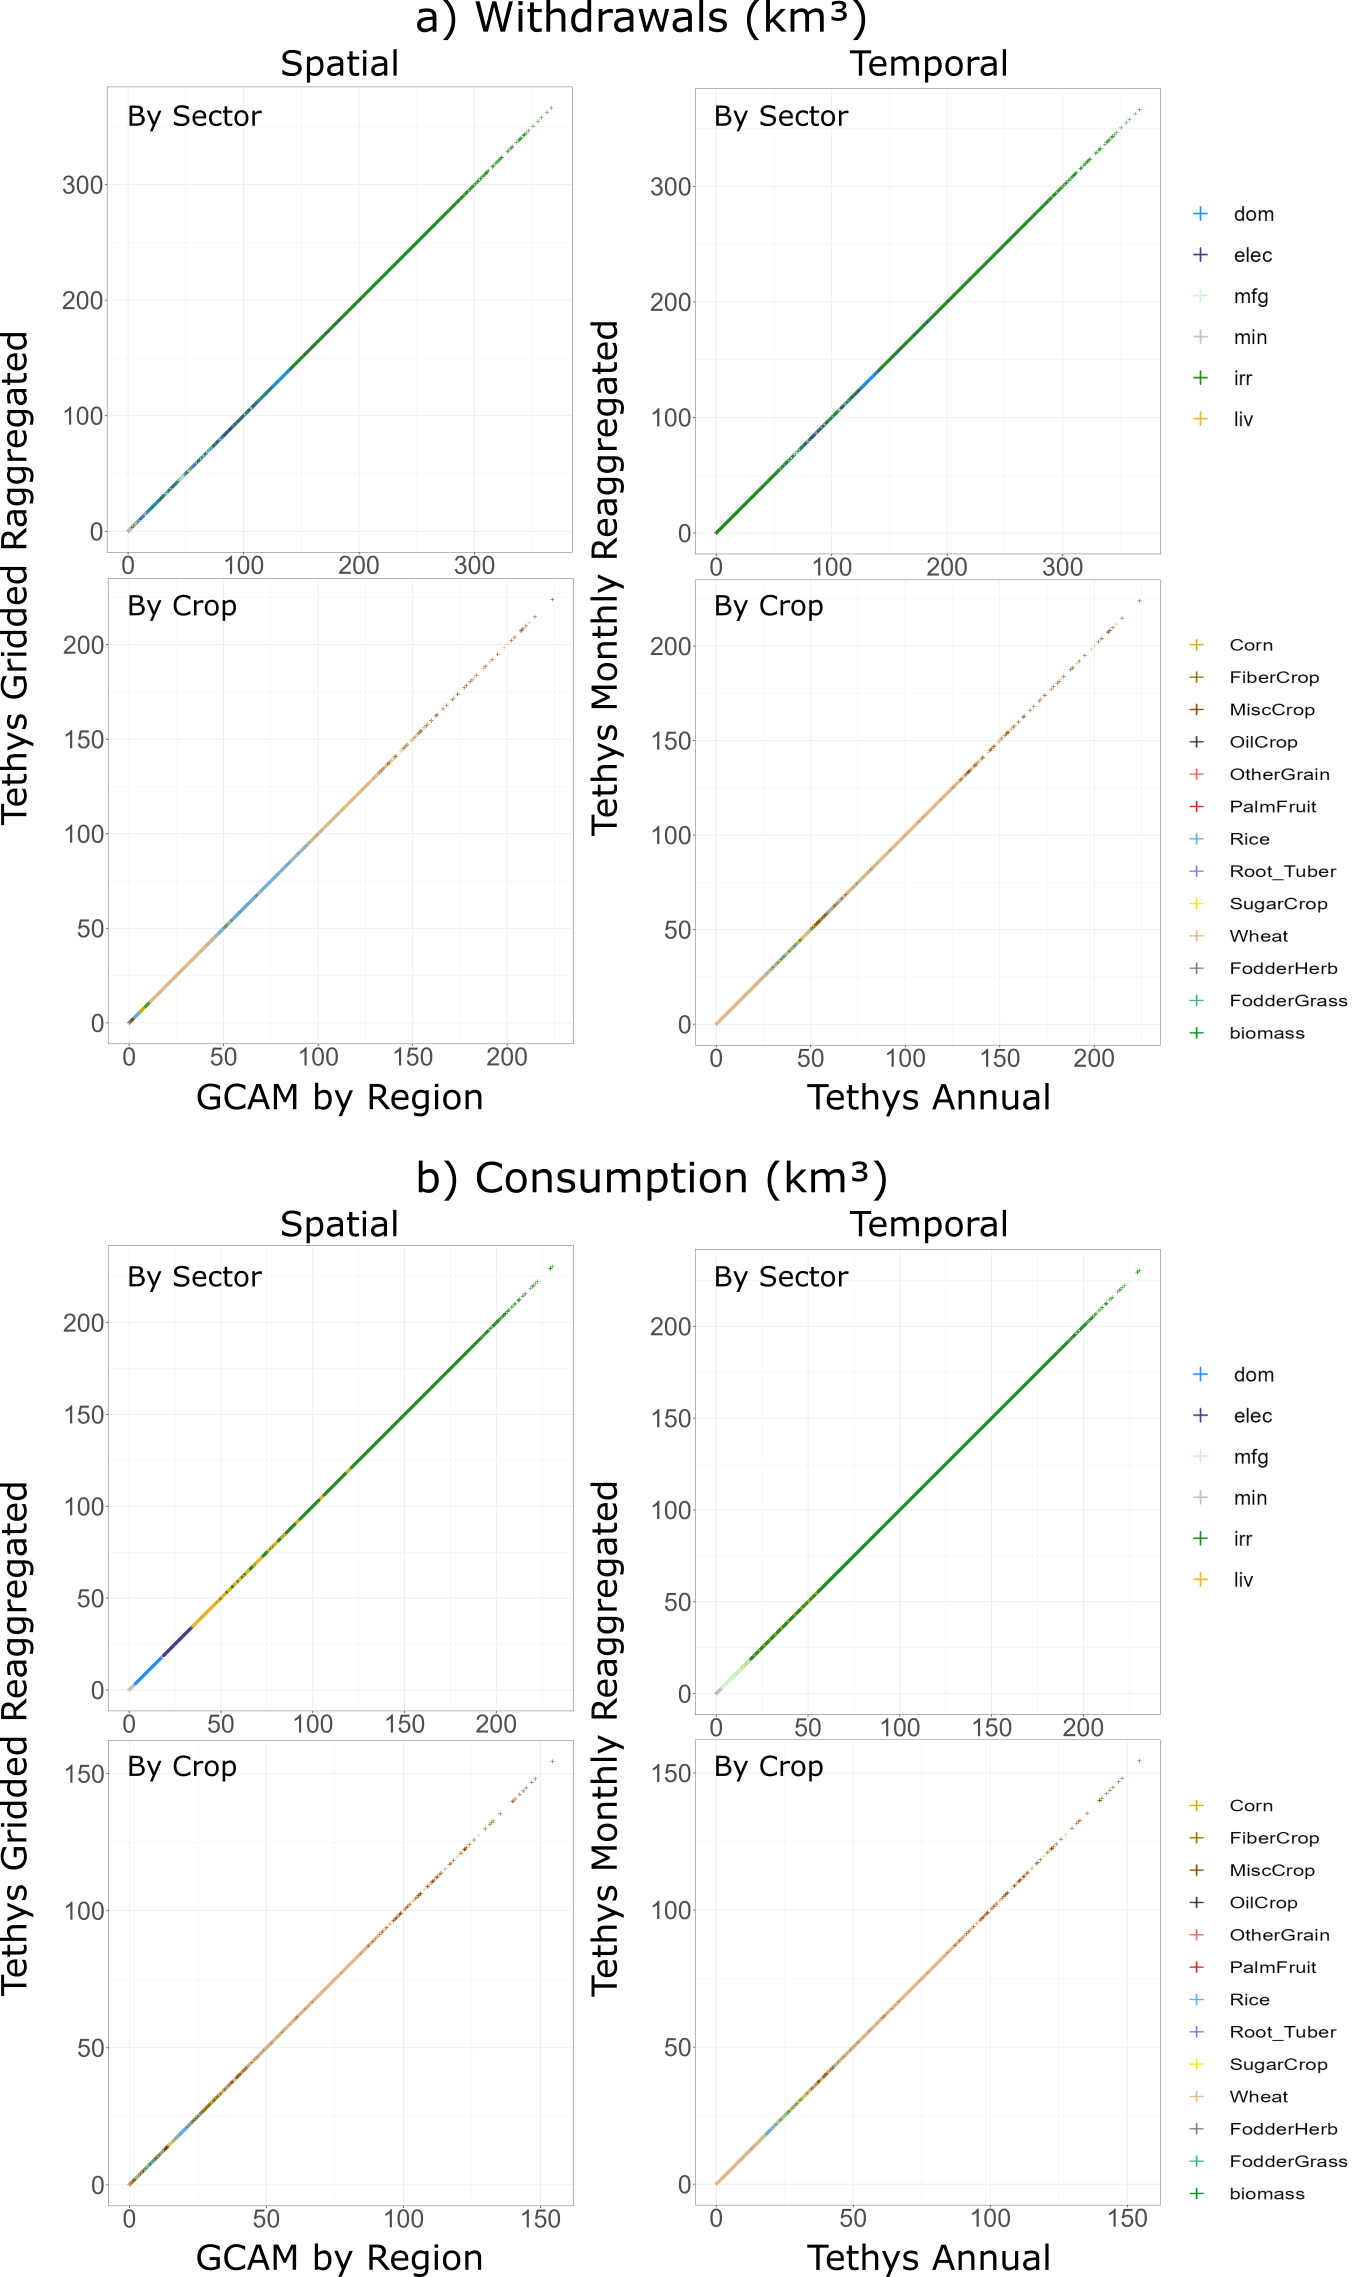 a) Withdrawals (km³)
Spatial
Temporal
By Sector
300
200
100
0
0 100 200 300
By Sector
300
200
100
0
0 100 200 300
dom
elec
mfg
min
irr
liv
Tethys Gridded Raggregated
Tethys Monthly Reaggregated
By Crop
200
150
100
50
0
0 50 100 150 200
GCAM by Region
By Crop
200
150
100
50
0
0 50 100 150 200
Tethys Annual
Corn
FiberCrop
MiscCrop
OilCrop
OtherGrain
PalmFruit
Rice
Root_Tuber
SugarCrop
Wheat
FodderHerb
FodderGrass
biomass
b) Consumption (km³)
Spatial
Temporal
By Sector
200
150
100
50
0
0 50 100 150 200
By Sector
200
150
100
50
0
0 50 100 150 200
dom
elec
mfg
min
irr
liv
Tethys Gridded Reaggregated
Tethys Monthly Reaggregated
By Crop
150
100
50
0
0 50 100 150
GCAM by Region
By Crop
150
100
50
0
0 50 100 150
Tethys Annual
Corn
FiberCrop
MiscCrop
OilCrop
OtherGrain
PalmFruit
Rice
Root_Tuber
SugarCrop
Wheat
FodderHerb
FodderGrass
biomass